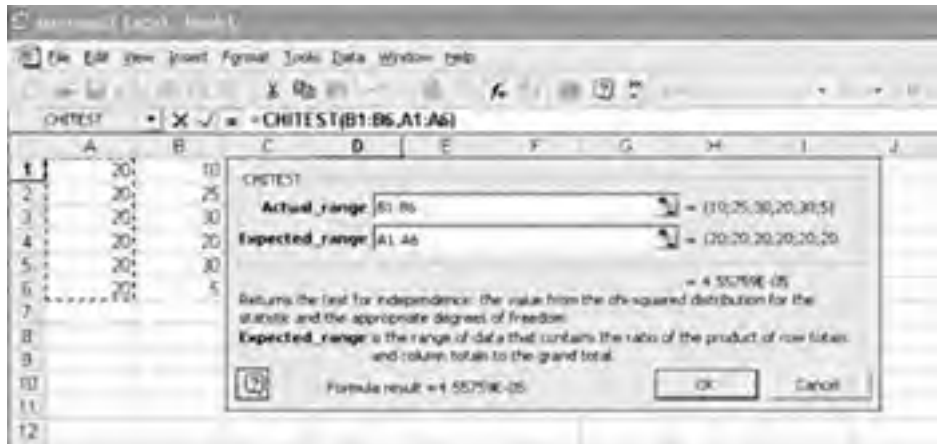 Microsoft Excel - Book1
File Edit View Insert Format Tools Data Window Help
CHITEST = =CHITEST(B1:B6,A1:A6)
A B C D E F G H I J
1 20 10
2 20 25
3 20 30
4 20 20
5 20 30
6 20 5
7
8
9
10
11
12
CHITEST
Actual_range B1:B6 = {10;25;30;20;30;5}
Expected_range A1:A6 = {20;20;20;20;20;20
= 4.55759E-05
Returns the test for independence: the value from the chi-squared distribution for the
statistic and the appropriate degrees of freedom.
Expected_range is the range of data that contains the ratio of the product of row totals
and column totals to the grand total.
Formula result =4.55759E-05
OK Cancel